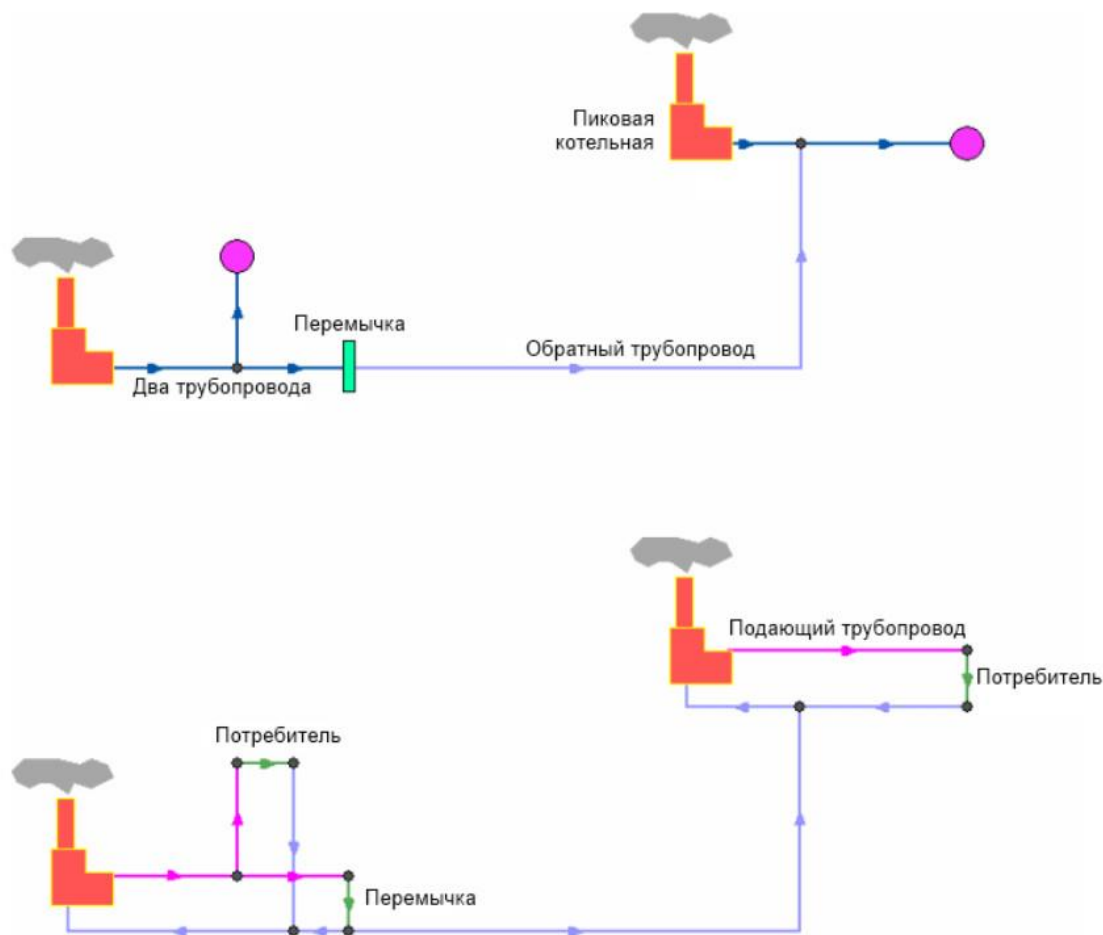 Пиковая
котельная
Перемычка
Обратный трубопровод
Два трубопровода
Подающий трубопровод
Потребитель
Потребитель
Перемычка